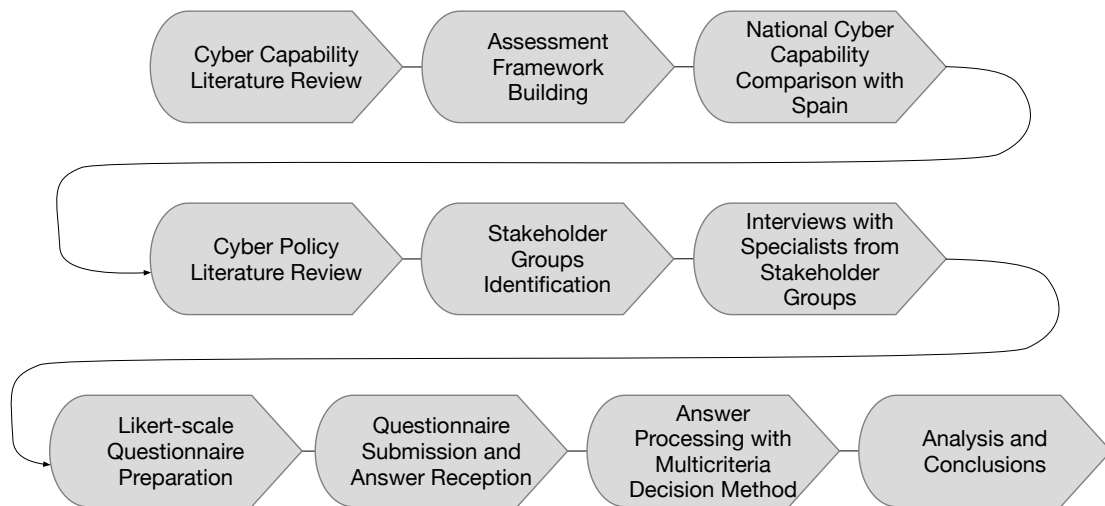 Cyber Capability
Literature Review
Assessment
Framework
Building
National Cyber
Capability
Comparison with
Spain
Cyber Policy
Literature Review
Stakeholder
Groups
Identification
Interviews with
Specialists from
Stakeholder
Groups
Likert-scale
Questionnaire
Preparation
Questionnaire
Submission and
Answer Reception
Answer
Processing with
Multicriteria
Decision Method
Analysis and
Conclusions